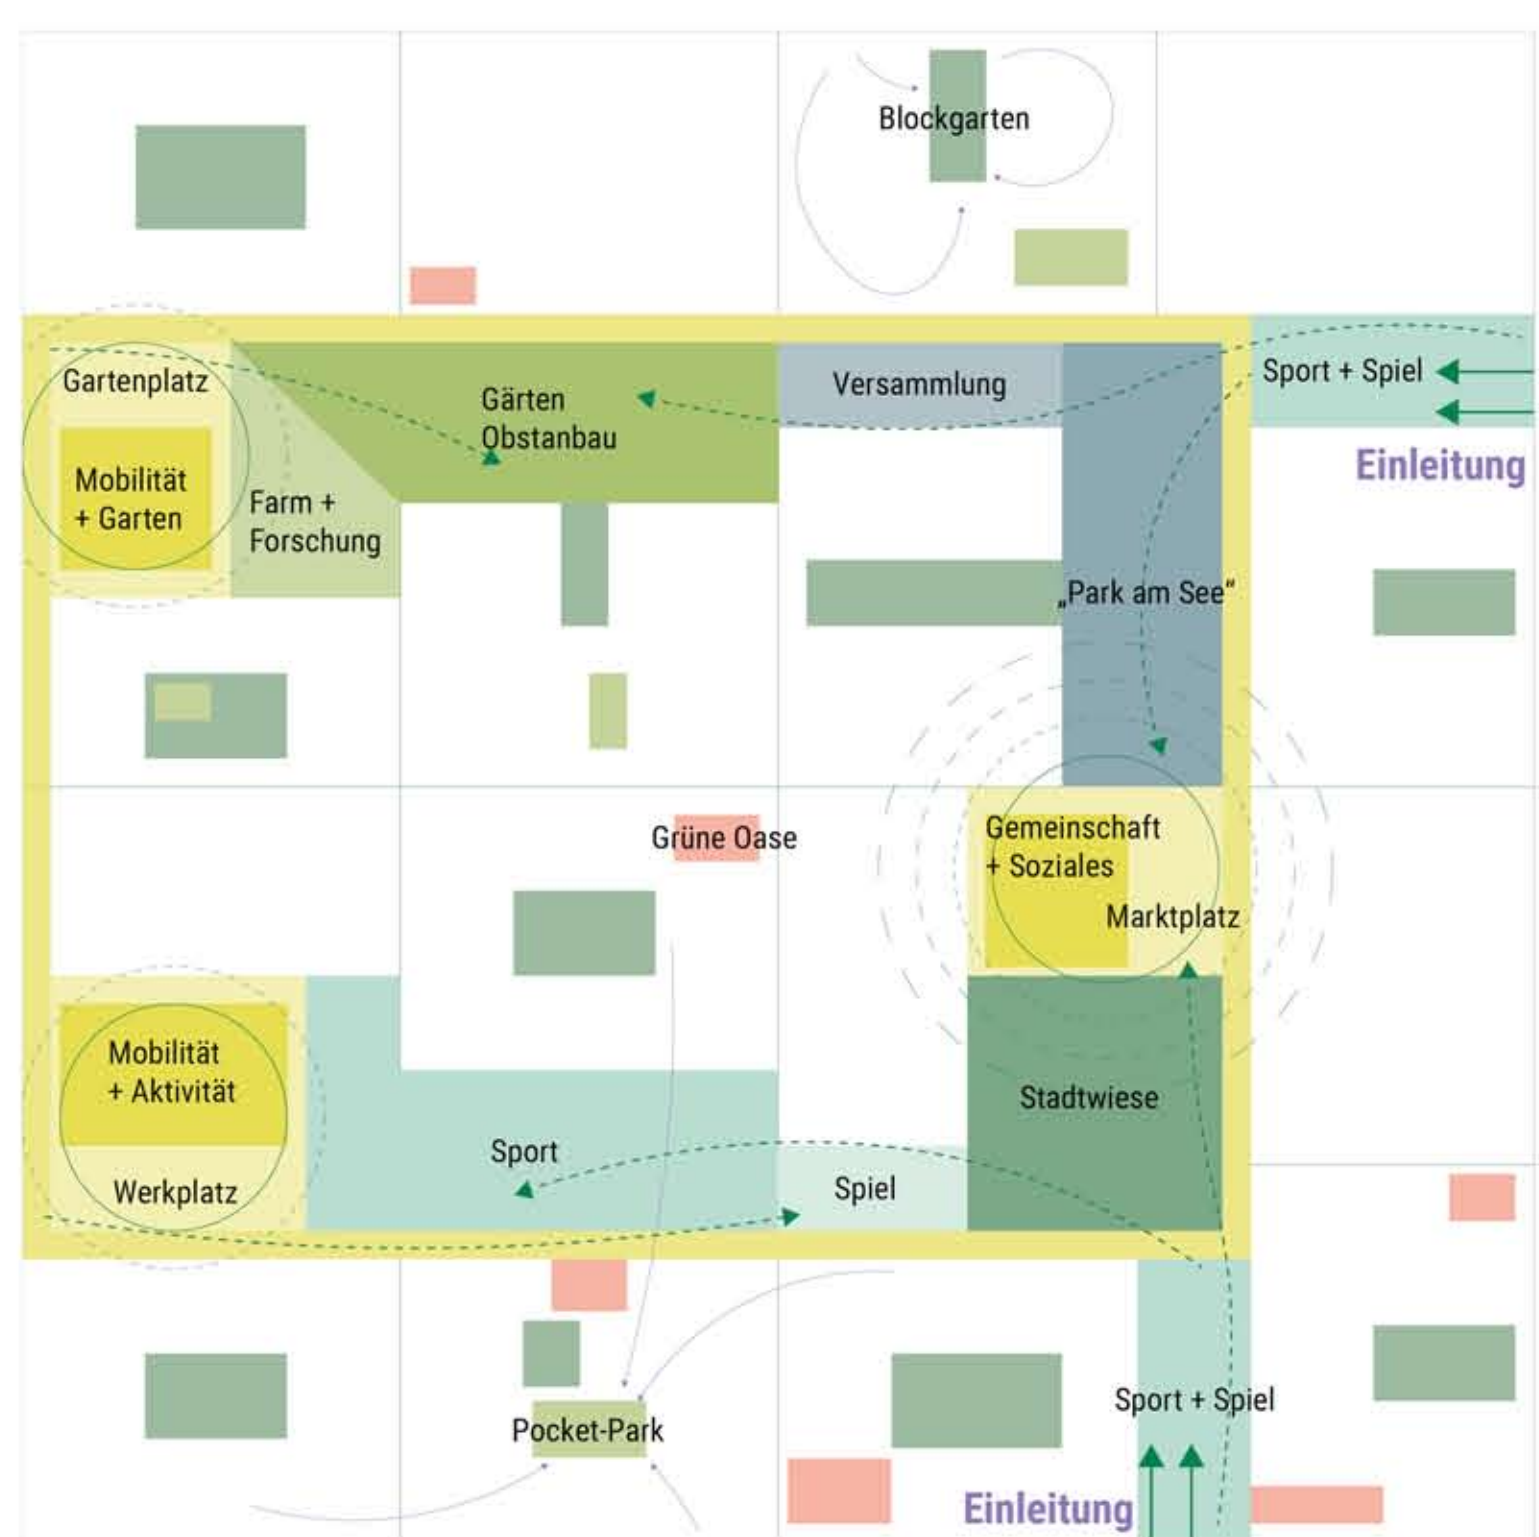 Blockgarten
Sport + Spiel
Gartenplatz
Gärten
Obstanbau
Versammlung
Einleitung
Mobilität
+ Garten
Farm +
Forschung
„Park am See“
Grüne Oase
Gemeinschaft
+ Soziales
Marktplatz
Mobilität
+ Aktivität
Stadtwiese
Sport
Werkplatz
Spiel
Sport + Spiel
Pocket-Park
Einleitung